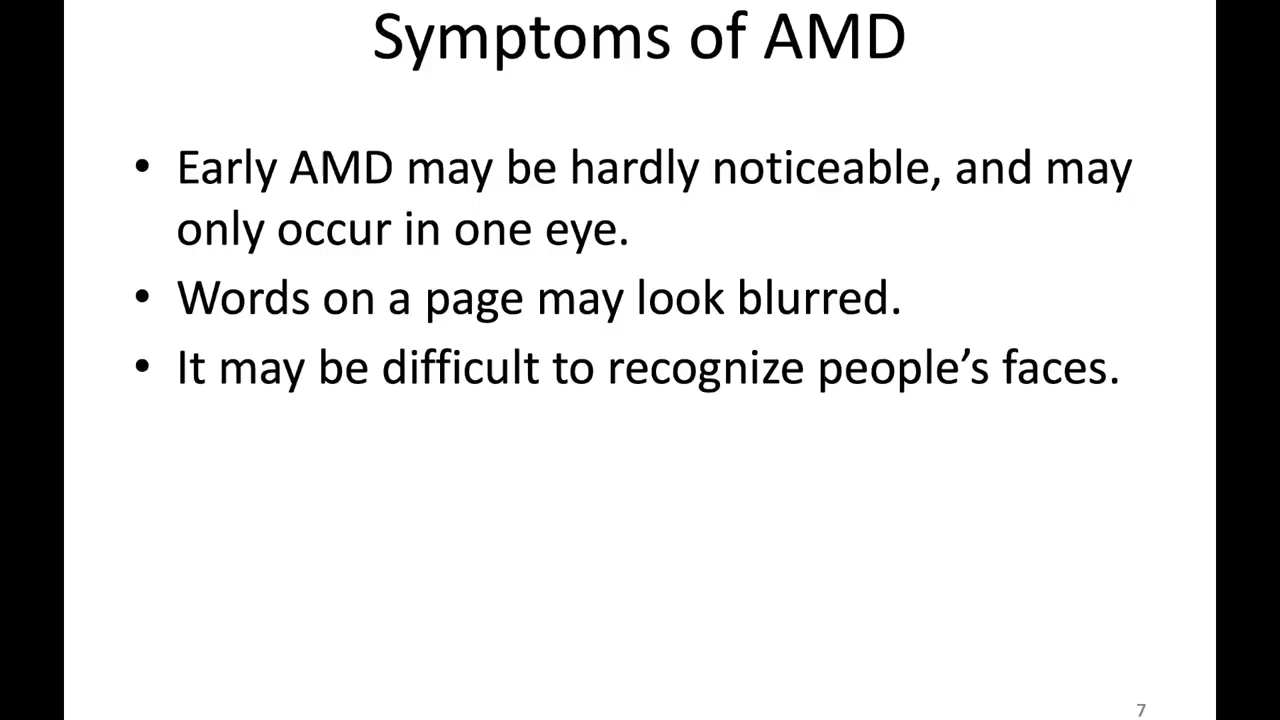 Symptoms of AMD
• Early AMD may be hardly noticeable, and may
only occur in one eye.
• Words on a page may look blurred.
• It may be difficult to recognize people’s faces.
7